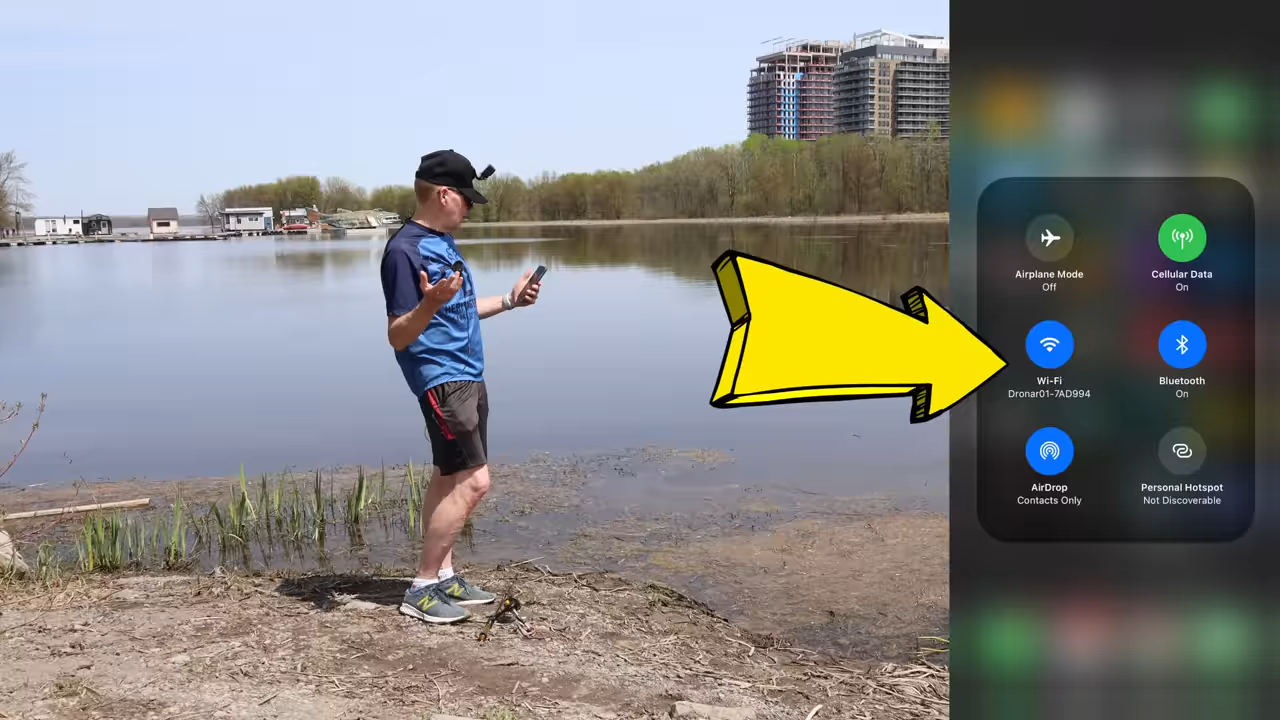 Airplane Mode
Off
Cellular Data
On
Wi-Fi
Dronar01-7AD994
Bluetooth
On
AirDrop
Contacts Only
Personal Hotspot
Not Discoverable